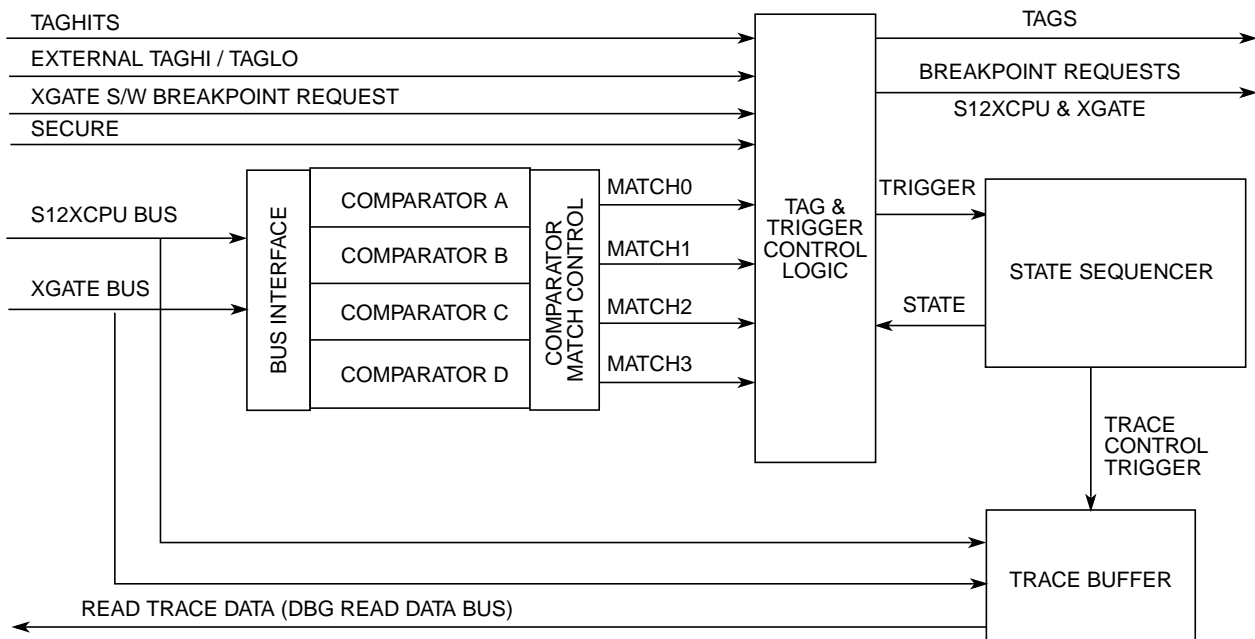 TAGHITS
EXTERNAL TAGHI / TAGLO
XGATE S/W BREAKPOINT REQUEST
SECURE
TAGS
BREAKPOINT REQUESTS
S12XCPU & XGATE
S12XCPU BUS
XGATE BUS
BUS INTERFACE
COMPARATOR A
COMPARATOR B
COMPARATOR C
COMPARATOR D
COMPARATOR
MATCH CONTROL
MATCH0
MATCH1
MATCH2
MATCH3
TAG &
TRIGGER
CONTROL
LOGIC
TRIGGER
STATE
STATE SEQUENCER
TRACE
CONTROL
TRIGGER
TRACE BUFFER
READ TRACE DATA (DBG READ DATA BUS)